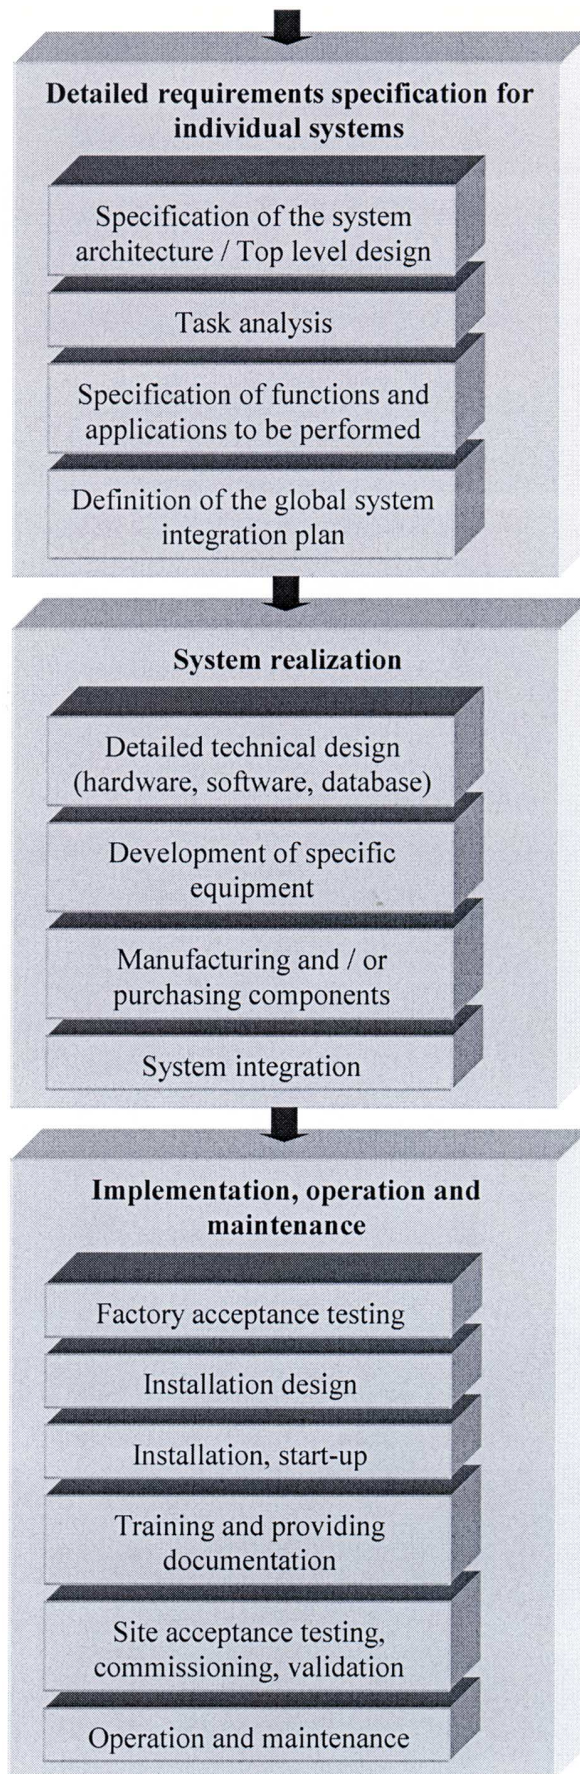 Detailed requirements specification for
individual systems
Specification of the system
architecture / Top level design
Task analysis
Specification of functions and
applications to be performed
Definition of the global system
integration plan
System realization
Detailed technical design
(hardware, software, database)
Development of specific
equipment
Manufacturing and / or
purchasing components
System integration
Implementation, operation and
maintenance
Factory acceptance testing
Installation design
Installation, start-up
Training and providing
documentation
Site acceptance testing,
commissioning, validation
Operation and maintenance